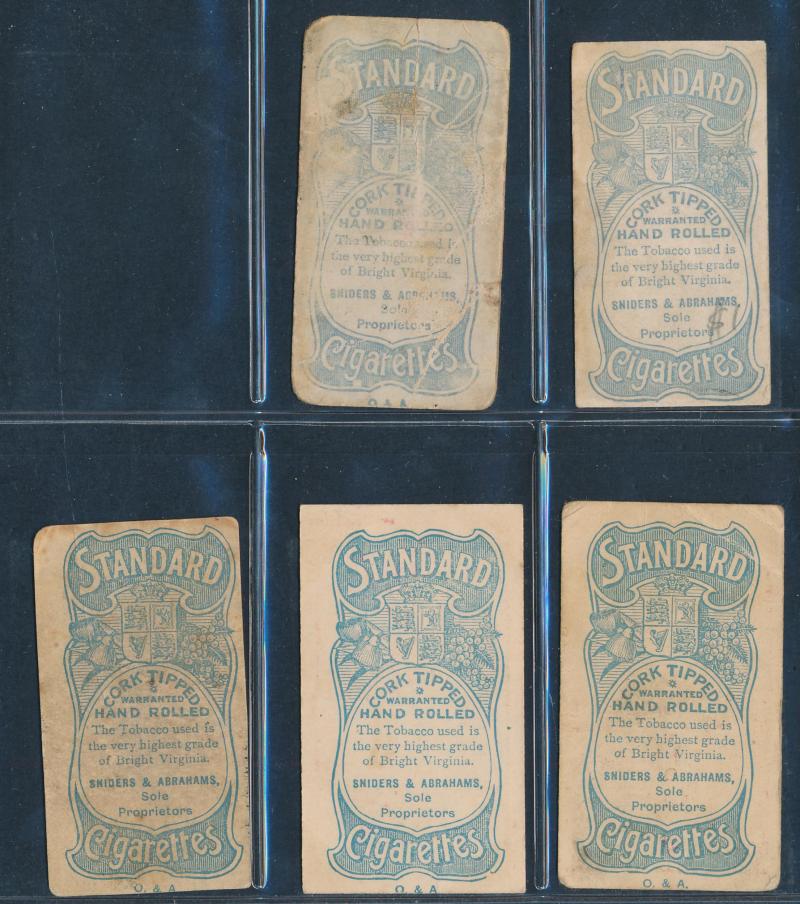 STANDARD
CORK TIPPED
WARRANTED
HAND ROLLED
The Tobacco used is
the very highest grade
of Bright Virginia.
SNIDERS & ABRAHAMS,
Sole
Proprietors
Cigarettes
O. & A.
STANDARD
CORK TIPPED
WARRANTED
HAND ROLLED
The Tobacco used is
the very highest grade
of Bright Virginia.
SNIDERS & ABRAHAMS,
Sole
Proprietors
$1
Cigarettes
STANDARD
CORK TIPPED
WARRANTED
HAND ROLLED
The Tobacco used is
the very highest grade
of Bright Virginia.
SNIDERS & ABRAHAMS,
Sole
Proprietors
Cigarettes
O. & A.
STANDARD
CORK TIPPED
WARRANTED
HAND ROLLED
The Tobacco used is
the very highest grade
of Bright Virginia.
SNIDERS & ABRAHAMS,
Sole
Proprietors
Cigarettes
O. & A.
STANDARD
CORK TIPPED
WARRANTED
HAND ROLLED
The Tobacco used is
the very highest grade
of Bright Virginia.
SNIDERS & ABRAHAMS,
Sole
Proprietors
Cigarettes
O. & A.